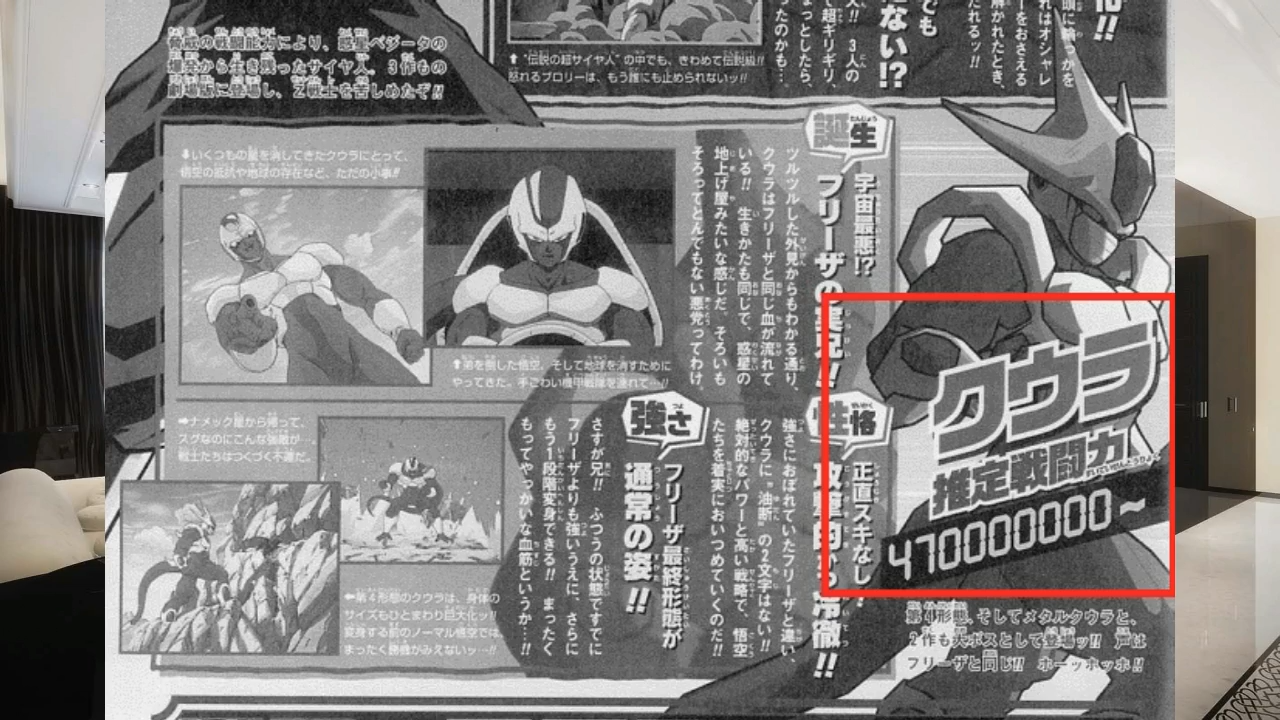 脅威の戦闘能力により、惑星ベジータの
爆発から生き残ったサイヤ人。3作もの
劇場版に登場し、Z戦士を苦しめたぞ!!
⬆“伝説の超サイヤ人”の中でも、きわめて伝説級!!
怒れるブロリーは、もう誰にも止められないッ!!
誕生
宇宙最悪!?
フリーザの実兄!!
ツルツルした外見からもわかる通り、
クウラはフリーザと同じ血が流れて
いる!! 生きかたも同じで、惑星の
地上げ屋みたいな感じだ。そろいも
そろってとんでもない悪党ってわけ。
⬇いくつもの星を消してきたクウラにとって、
悟空の抵抗や地球の存在など、ただの小事!!
⬆弟を倒した悟空、そして地球を消すために
やってきた。手ごわい機甲戦隊を連れて…!!
性格
正直スキなし!
強さにおぼれていたフリーザと違い、
クウラに“油断”の2文字はない!!
絶対的なパワーと高い戦略で、悟空
たちを着実においつめていくのだ!!
強さ
フリーザ最終形態が
通常の姿!!
さすが兄!! ふつうの状態ですでに
フリーザよりも強いうえに、さらに
もう1段階変身できる!! まったく
もってやっかいな血筋というか…!!
➡ナメック星から帰って、
スグなのにこんな強敵が…。
戦士たちはつくづく不運だ。
⬅第4形態のクウラは、身体の
サイズもひとまわり巨大化ッ!!
変身する前のノーマル悟空では、
まったく勝機がみえないッ…!!
クウラ
推定戦闘力
470000000~
第4形態、そしてメタルクウラと、
2作も大ボスとして登場ッ!! 声は
フリーザと同じ!! ホーッホッホ!!